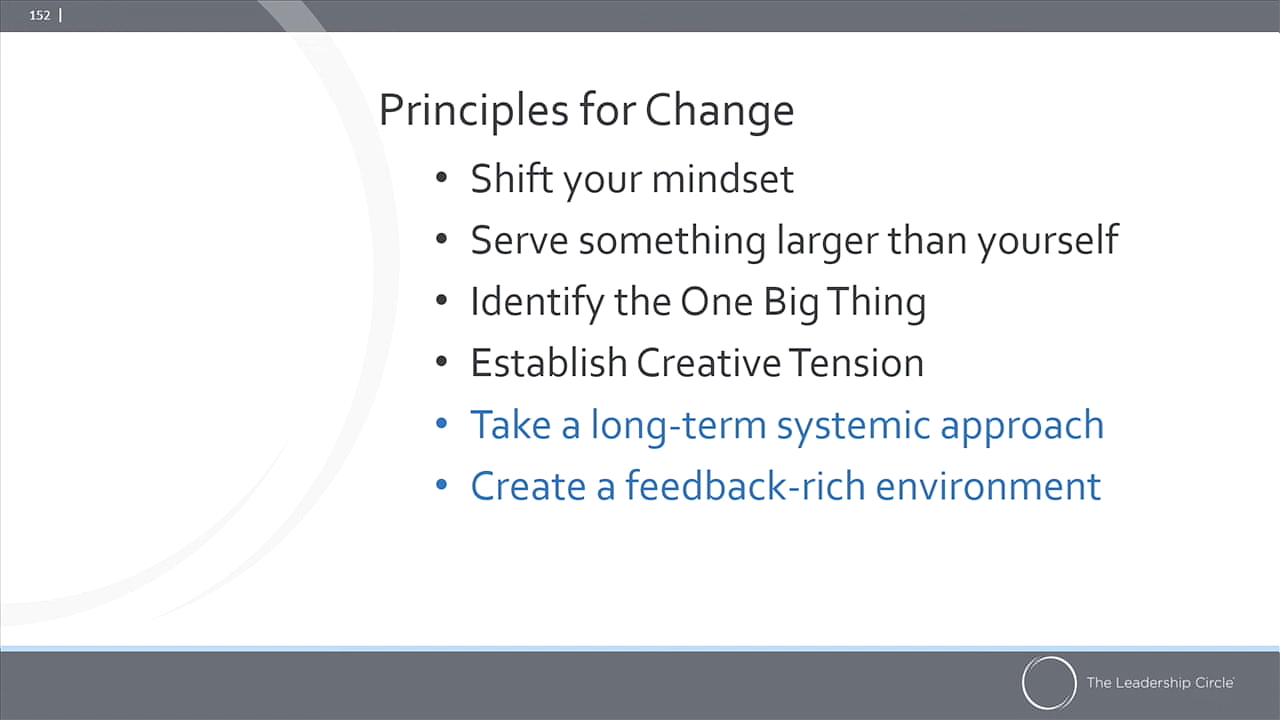 152 |
Principles for Change
• Shift your mindset
• Serve something larger than yourself
• Identify the One Big Thing
• Establish Creative Tension
• Take a long-term systemic approach
• Create a feedback-rich environment
The Leadership Circle